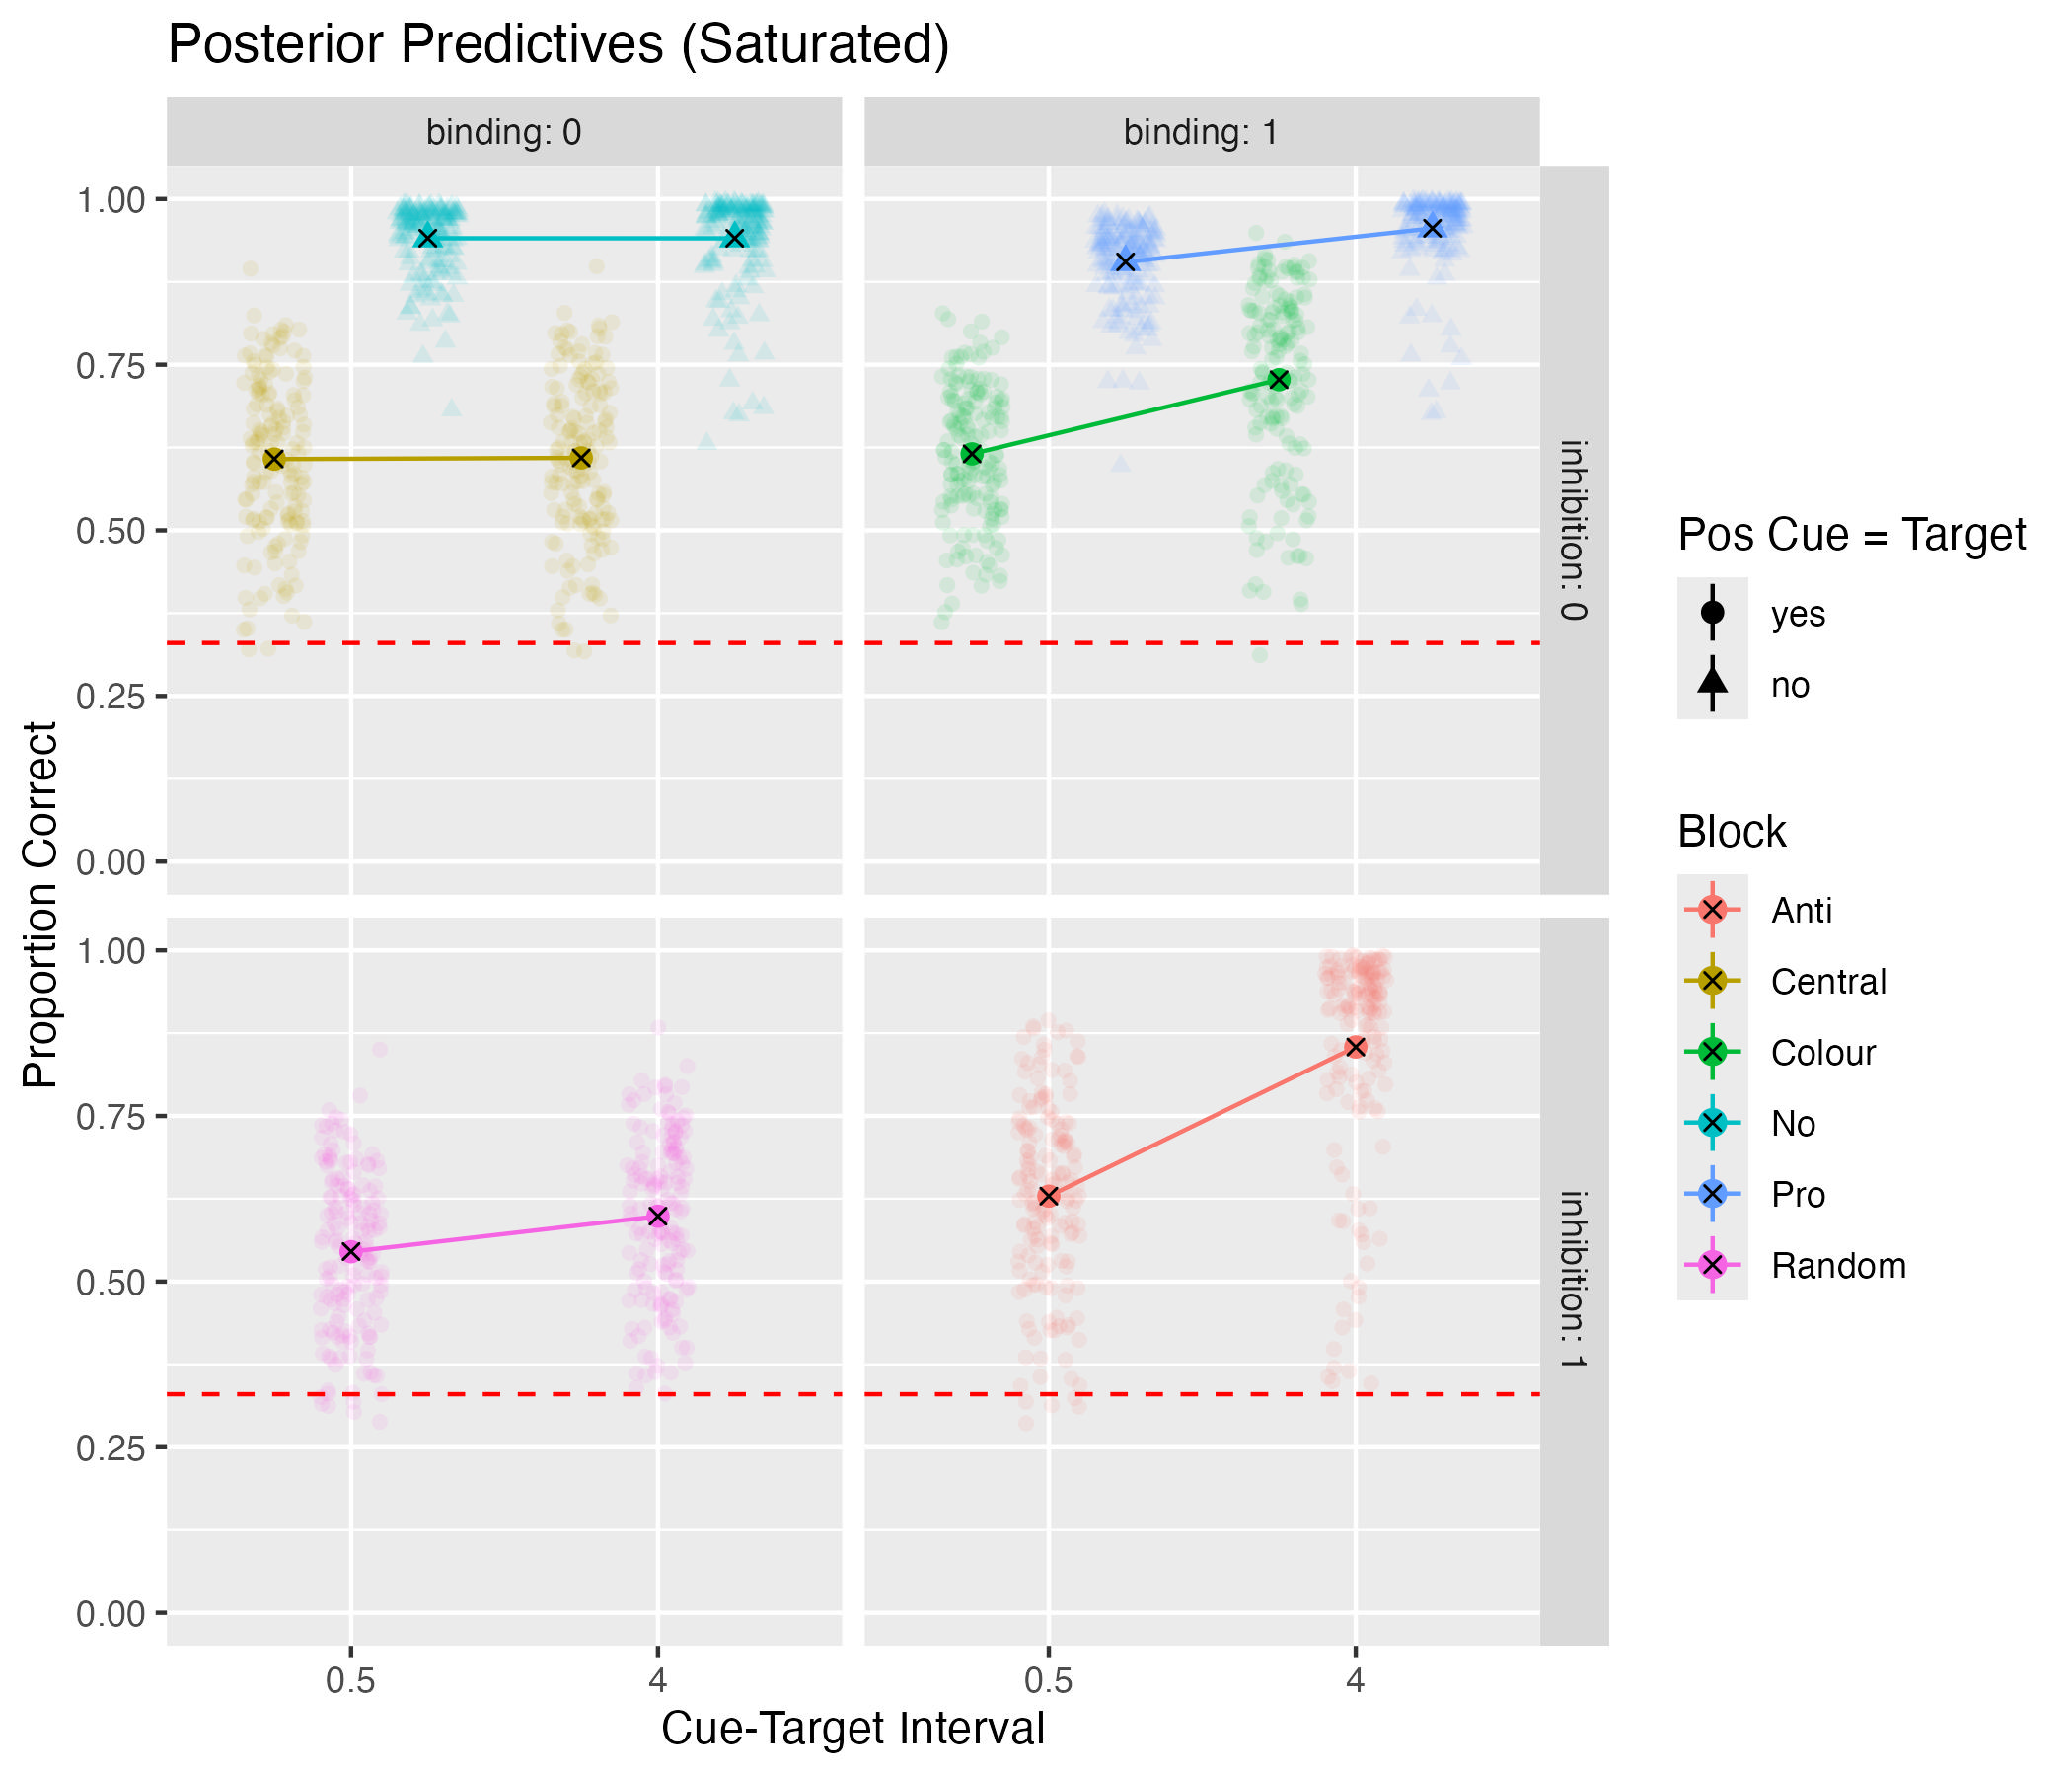 Posterior Predictives (Saturated)
binding: 0
binding: 1
1.00
0.75
0.50
0.25
0.00
inhibition: 0
1.00
0.75
0.50
0.25
0.00
inhibition: 1
Proportion Correct
0.5
4
0.5
4
Cue-Target Interval
Pos Cue = Target
yes
no
Block
Anti
Central
Colour
No
Pro
Random